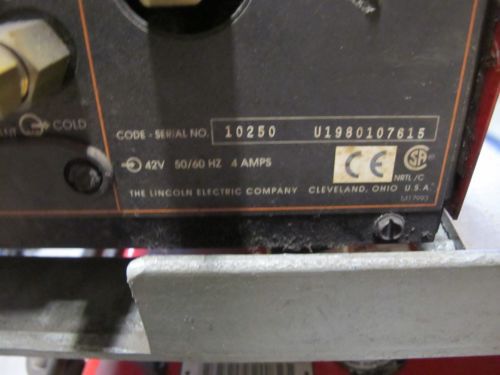 COLD
CODE - SERIAL NO. 10250 U1980107615
42V 50/60 HZ 4 AMPS
CE
NRTL/C
THE LINCOLN ELECTRIC COMPANY CLEVELAND, OHIO U.S.A.